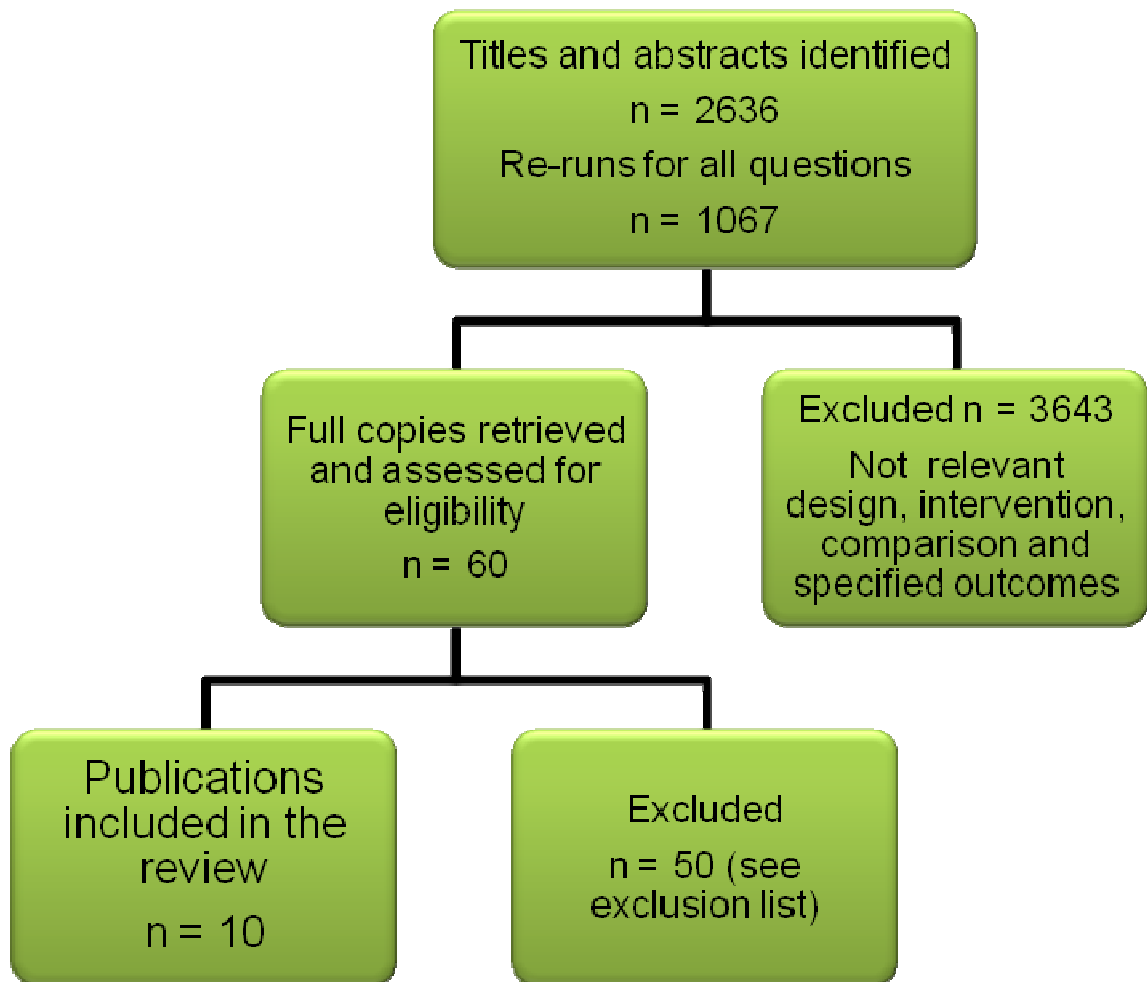 Titles and abstracts identified
n = 2636
Re-runs for all questions
n = 1067
Full copies retrieved
and assessed for
eligibility
n = 60
Excluded n = 3643
Not relevant
design, intervention,
comparison and
specified outcomes
Publications
included in the
review
n = 10
Excluded
n = 50 (see
exclusion list)